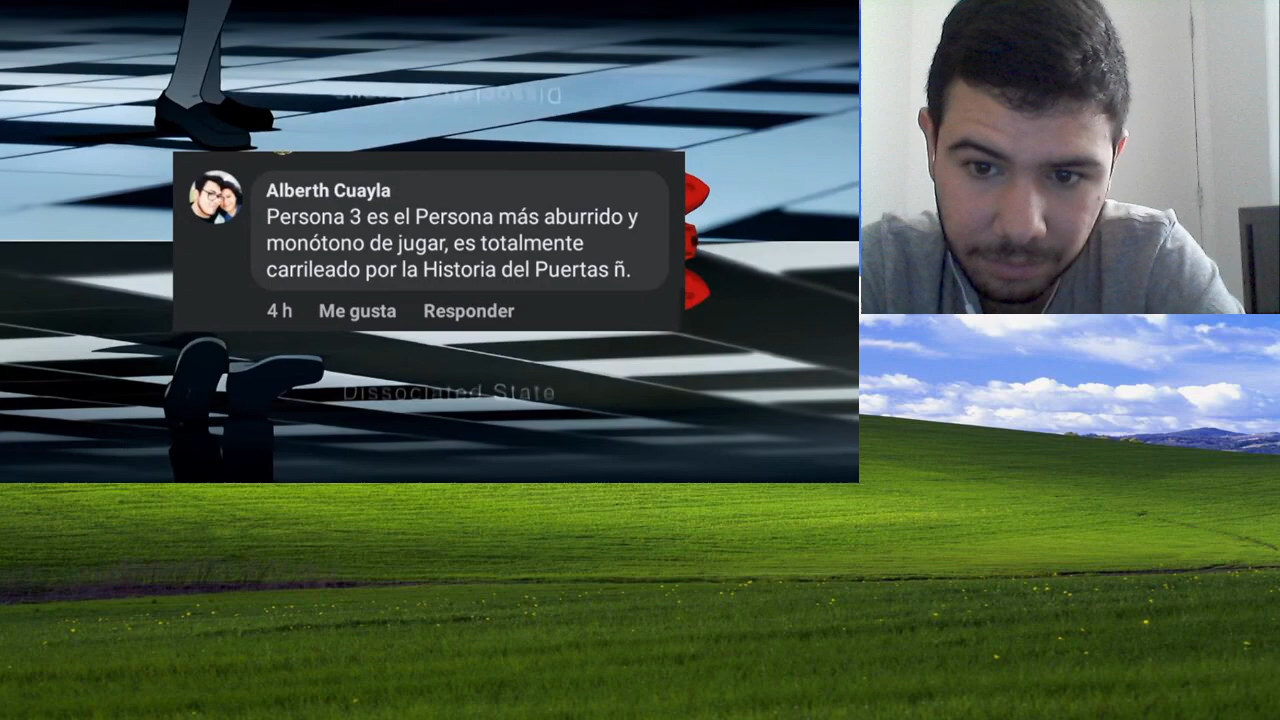 Alberth Cuayla
Persona 3 es el Persona más aburrido y
monótono de jugar, es totalmente
carrileado por la Historia del Puertas ñ.
4 h Me gusta Responder
Dissociated State